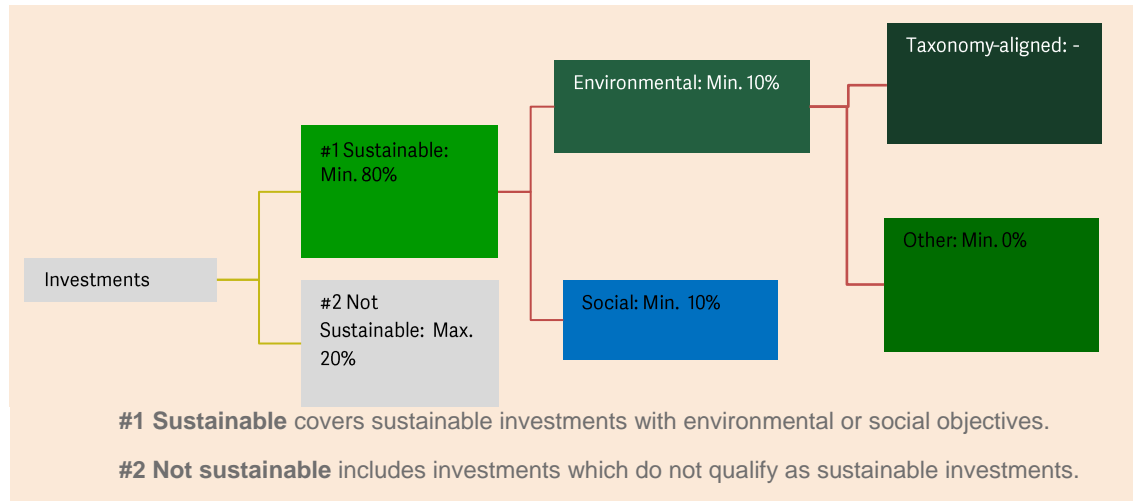 Investments
#1 Sustainable:
Min. 80%
#2 Not
Sustainable: Max.
20%
Environmental: Min. 10%
Social: Min. 10%
Taxonomy-aligned: -
Other: Min. 0%
#1 Sustainable covers sustainable investments with environmental or social objectives.
#2 Not sustainable includes investments which do not qualify as sustainable investments.